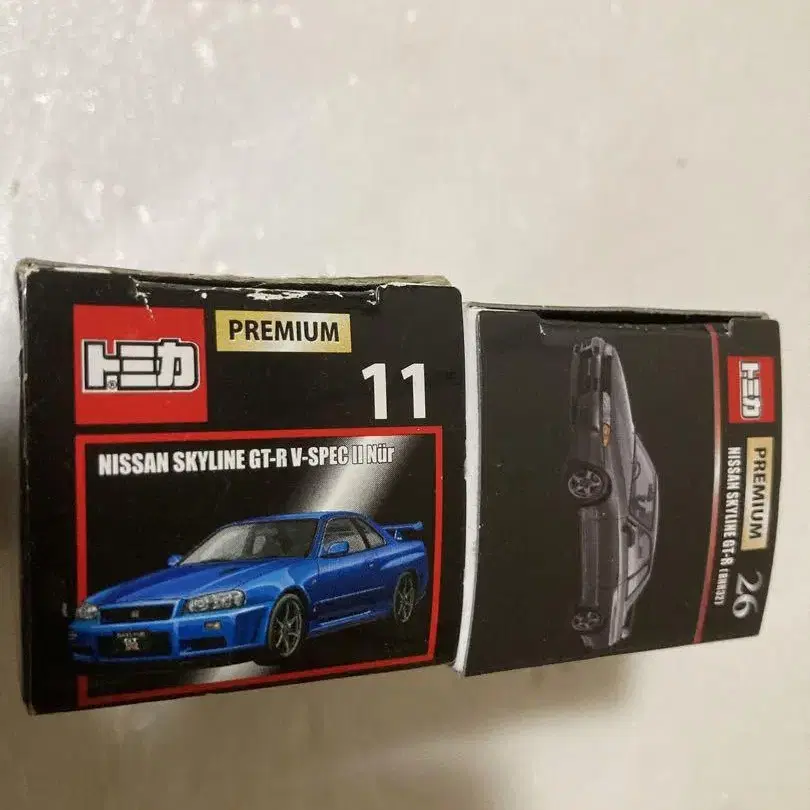 トミカ
PREMIUM
11
NISSAN SKYLINE GT-R V-SPEC II Nür
トミカ
PREMIUM
26
NISSAN SKYLINE GT-R (BNR32)